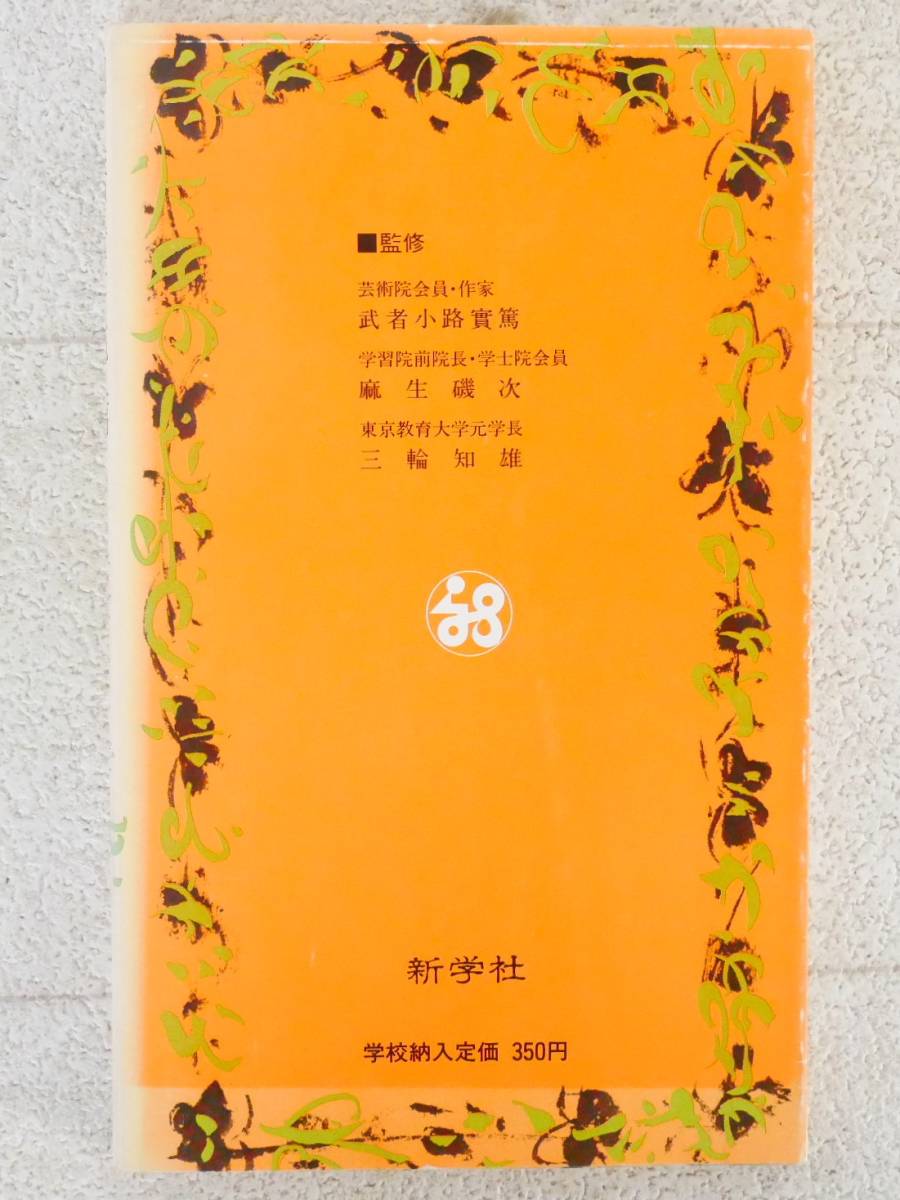 ■監修
芸術院会員・作家
武者小路實篤
学習院前院長・学士院会員
麻生磯次
東京教育大学元学長
三輪知雄
新学社
学校納入定価 350円